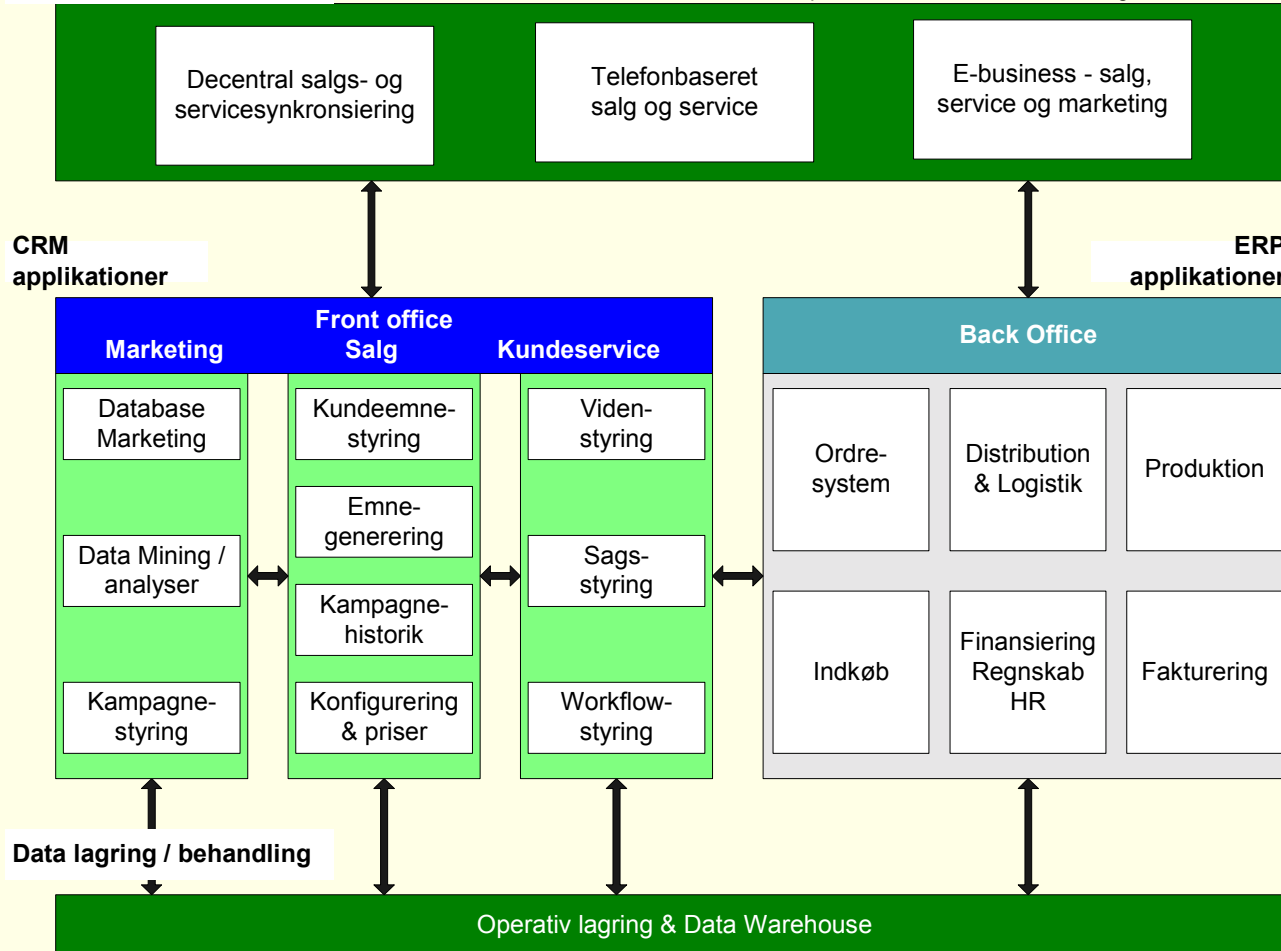 Decentral salgs- og
servicesynkronsiering
Telefonbaseret
salg og service
E-business - salg,
service og marketing
CRM
applikationer
ERP
applikationer
Front office
Marketing
Salg
Kundeservice
Back Office
Database
Marketing
Data Mining /
analyser
Kampagne-
styring
Kundeemne-
styring
Emne-
generering
Kampagne-
historik
Konfigurering
& priser
Viden-
styring
Sags-
styring
Workflow-
styring
Ordre-
system
Distribution
& Logistik
Produktion
Indkøb
Finansiering
Regnskab
HR
Fakturering
Data lagring / behandling
Operativ lagring & Data Warehouse